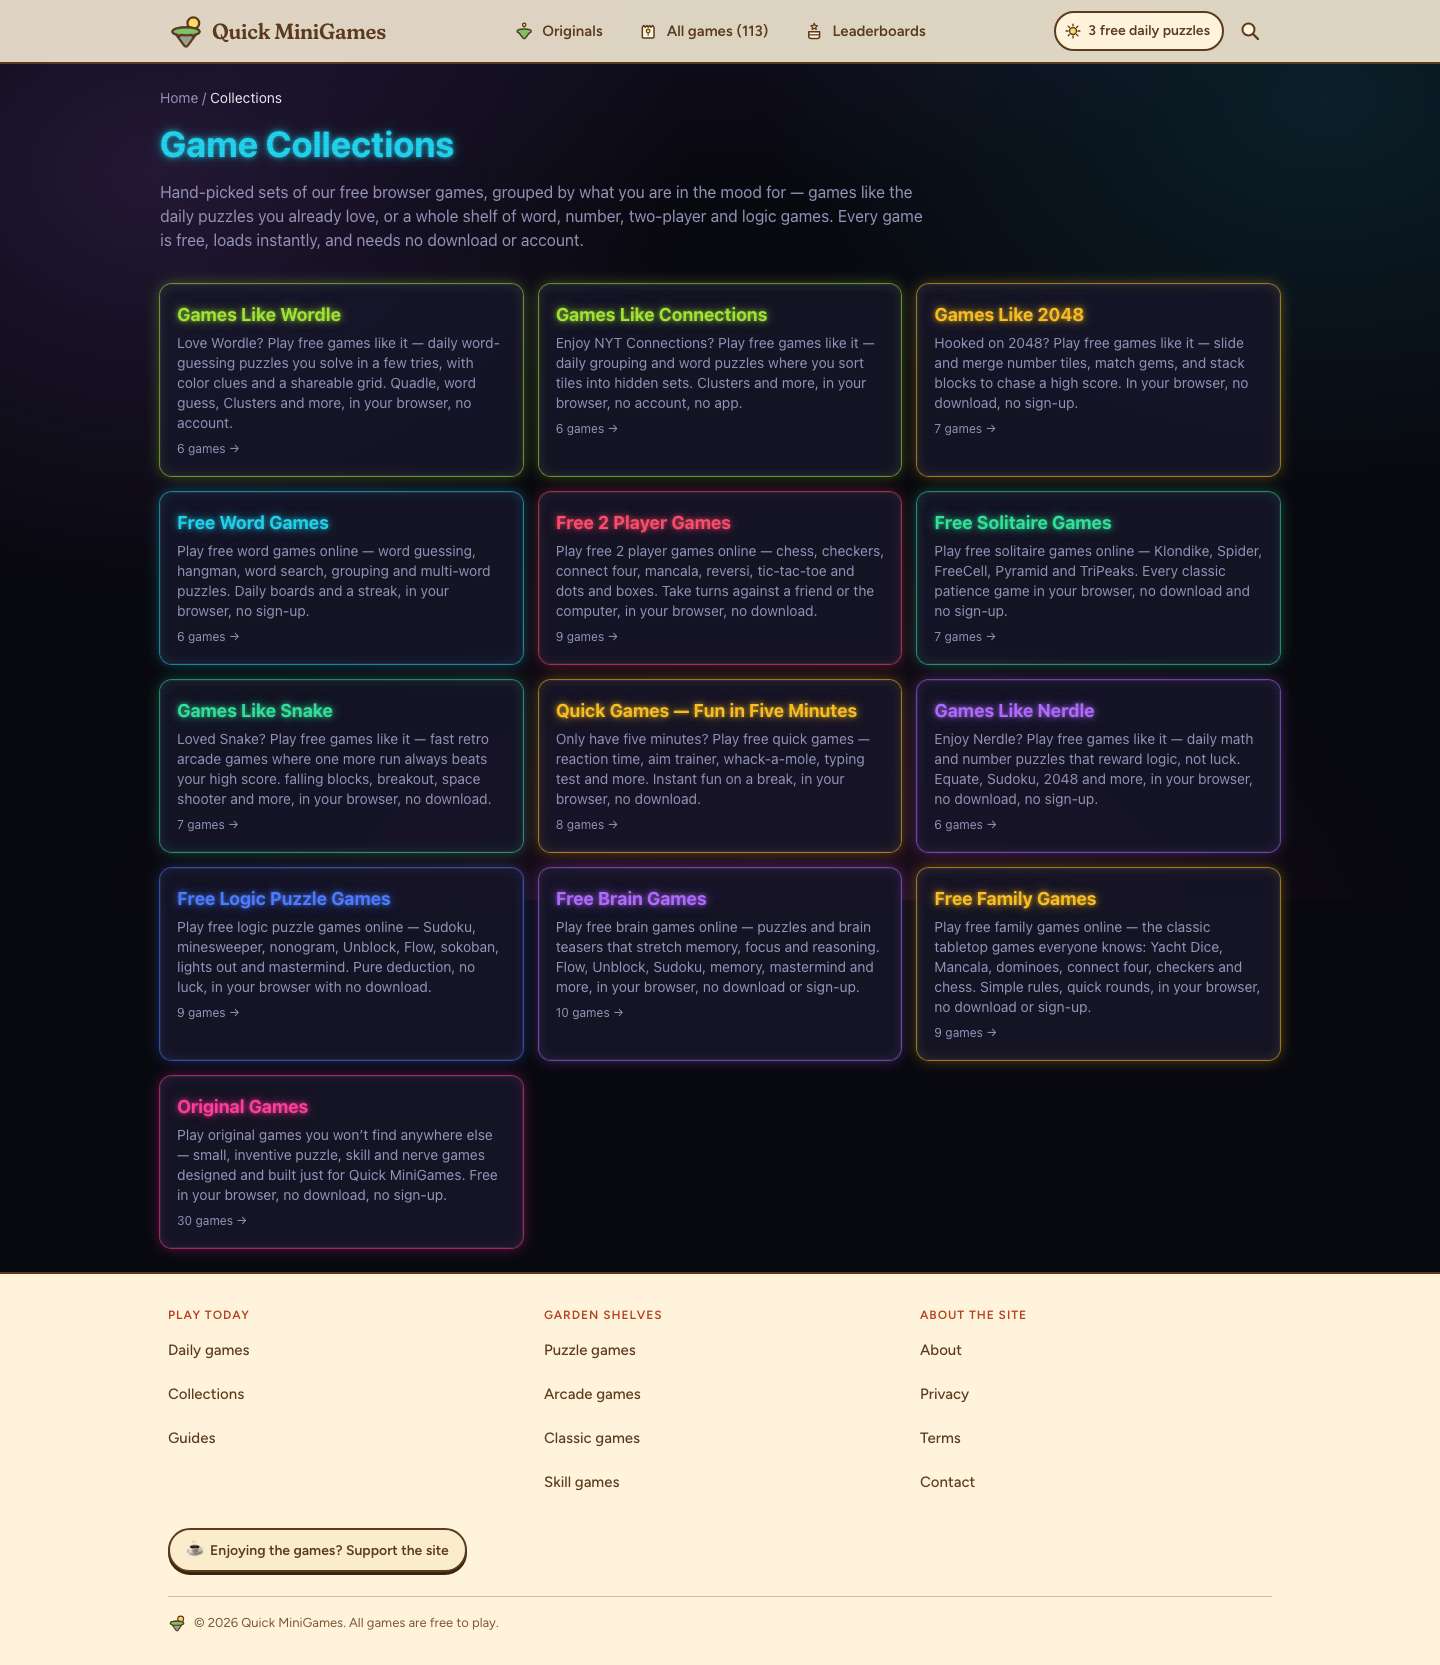 Quick MiniGames
Originals
All games (113)
Leaderboards
3 free daily puzzles
Home / Collections
Game Collections
Hand-picked sets of our free browser games, grouped by what you are in the mood for — games like the
daily puzzles you already love, or a whole shelf of word, number, two-player and logic games. Every game
is free, loads instantly, and needs no download or account.
Games Like Wordle
Love Wordle? Play free games like it — daily word-
guessing puzzles you solve in a few tries, with
color clues and a shareable grid. Quadle, word
guess, Clusters and more, in your browser, no
account.
6 games →
Games Like Connections
Enjoy NYT Connections? Play free games like it —
daily grouping and word puzzles where you sort
tiles into hidden sets. Clusters and more, in your
browser, no account, no app.
6 games →
Games Like 2048
Hooked on 2048? Play free games like it — slide
and merge number tiles, match gems, and stack
blocks to chase a high score. In your browser, no
download, no sign-up.
7 games →
Free Word Games
Play free word games online — word guessing,
hangman, word search, grouping and multi-word
puzzles. Daily boards and a streak, in your
browser, no sign-up.
6 games →
Free 2 Player Games
Play free 2 player games online — chess, checkers,
connect four, mancala, reversi, tic-tac-toe and
dots and boxes. Take turns against a friend or the
computer, in your browser, no download.
9 games →
Free Solitaire Games
Play free solitaire games online — Klondike, Spider,
FreeCell, Pyramid and TriPeaks. Every classic
patience game in your browser, no download and
no sign-up.
7 games →
Games Like Snake
Loved Snake? Play free games like it — fast retro
arcade games where one more run always beats
your high score. falling blocks, breakout, space
shooter and more, in your browser, no download.
7 games →
Quick Games — Fun in Five Minutes
Only have five minutes? Play free quick games —
reaction time, aim trainer, whack-a-mole, typing
test and more. Instant fun on a break, in your
browser, no download.
8 games →
Games Like Nerdle
Enjoy Nerdle? Play free games like it — daily math
and number puzzles that reward logic, not luck.
Equate, Sudoku, 2048 and more, in your browser,
no download, no sign-up.
6 games →
Free Logic Puzzle Games
Play free logic puzzle games online — Sudoku,
minesweeper, nonogram, Unblock, Flow, sokoban,
lights out and mastermind. Pure deduction, no
luck, in your browser with no download.
9 games →
Free Brain Games
Play free brain games online — puzzles and brain
teasers that stretch memory, focus and reasoning.
Flow, Unblock, Sudoku, memory, mastermind and
more, in your browser, no download or sign-up.
10 games →
Free Family Games
Play free family games online — the classic
tabletop games everyone knows: Yacht Dice,
Mancala, dominoes, connect four, checkers and
chess. Simple rules, quick rounds, in your browser,
no download or sign-up.
9 games →
Original Games
Play original games you won't find anywhere else
— small, inventive puzzle, skill and nerve games
designed and built just for Quick MiniGames. Free
in your browser, no download, no sign-up.
30 games →
PLAY TODAY
Daily games
Collections
Guides
GARDEN SHELVES
Puzzle games
Arcade games
Classic games
Skill games
ABOUT THE SITE
About
Privacy
Terms
Contact
Enjoying the games? Support the site
© 2026 Quick MiniGames. All games are free to play.